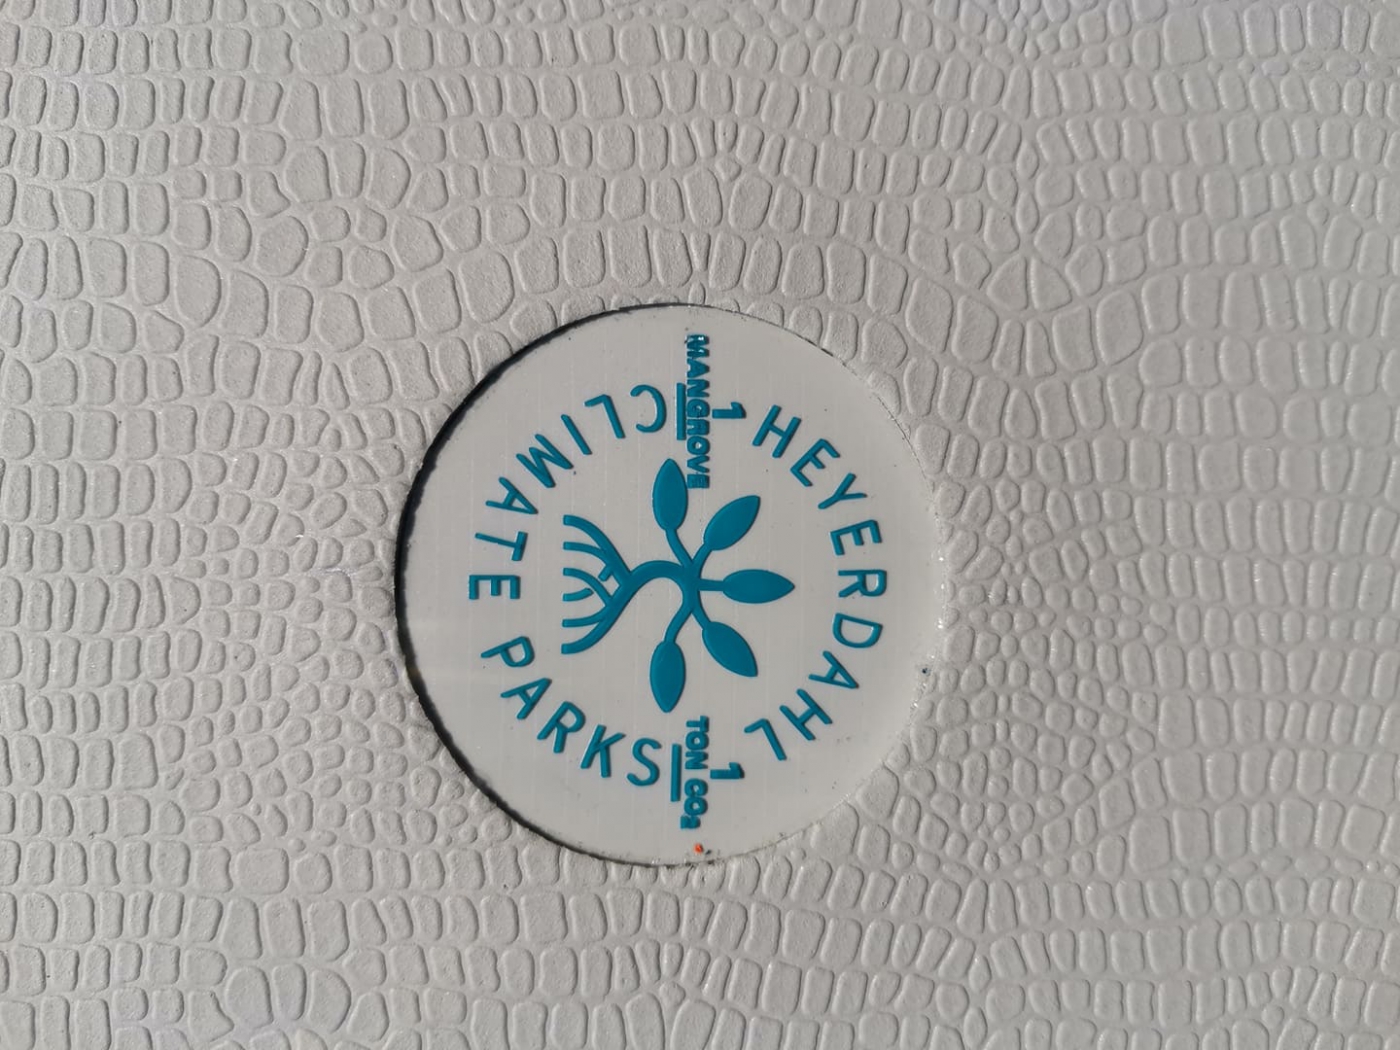 HEYERDAHL
CLIMATE PARKS
1
MANGROVE
1
TON CO₂